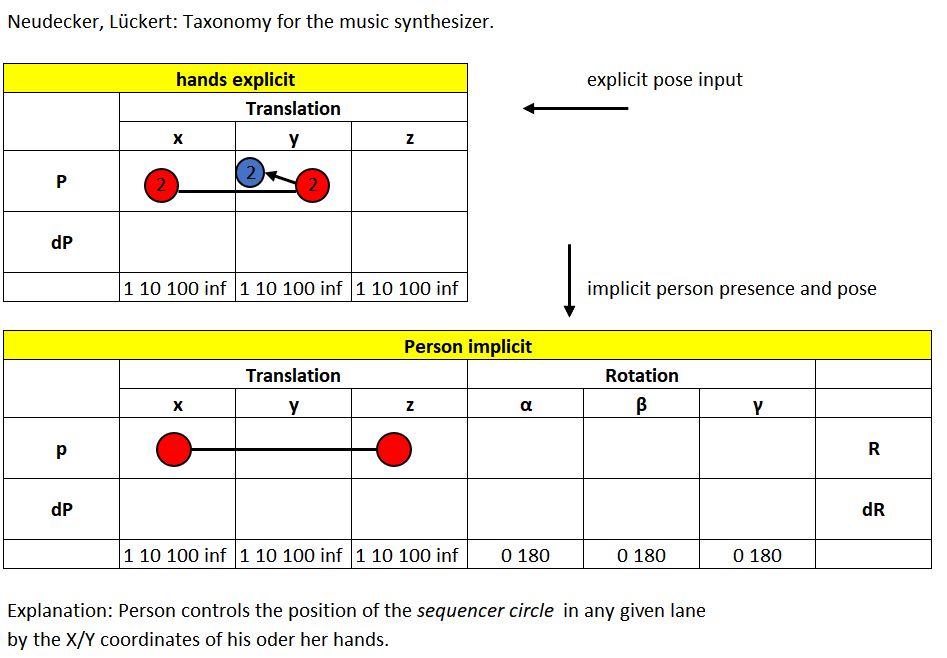 Neudecker, Lückert: Taxonomy for the music synthesizer.
hands explicit
explicit pose input
Translation
x y z
P 2 2 2
dP
1 10 100 inf 1 10 100 inf 1 10 100 inf
implicit person presence and pose
Person implicit
Translation Rotation
x y z α β γ
p R
dP dR
1 10 100 inf 1 10 100 inf 1 10 100 inf 0 180 0 180 0 180
Explanation: Person controls the position of the sequencer circle in any given lane
by the X/Y coordinates of his oder her hands.